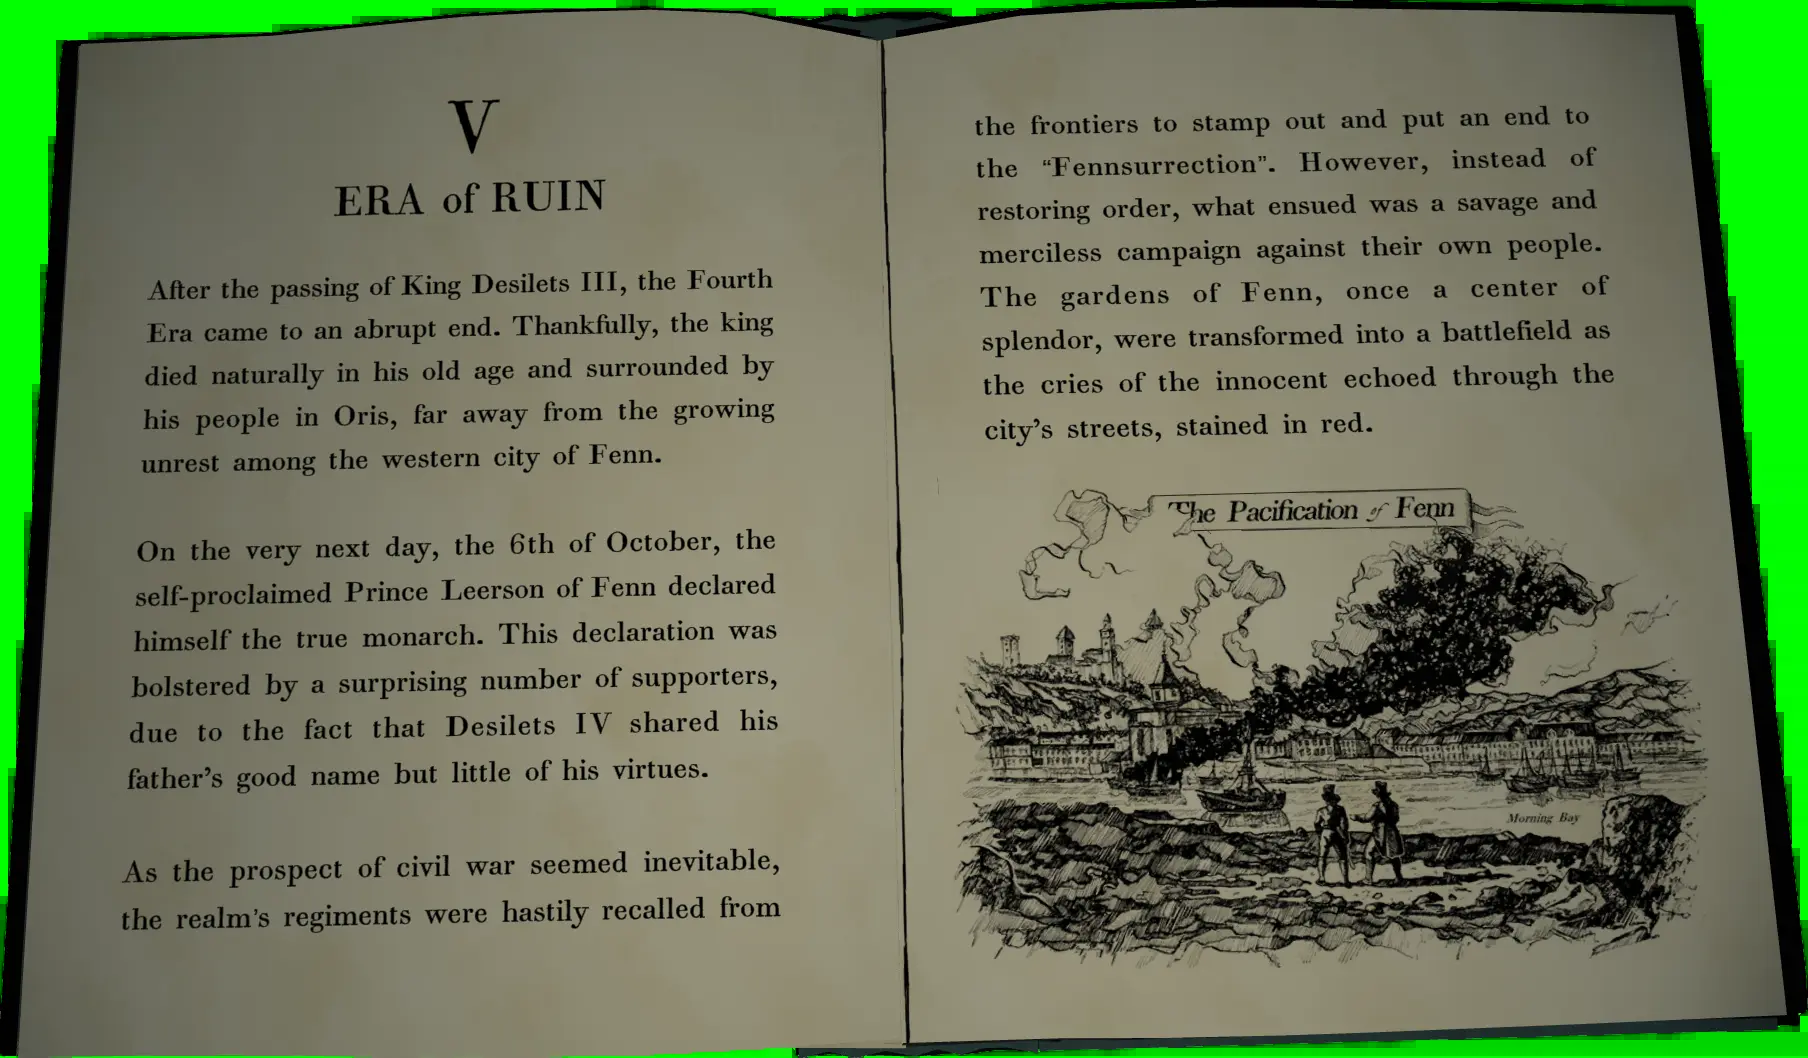 V
ERA of RUIN
After the passing of King Desilets III, the Fourth
Era came to an abrupt end. Thankfully, the king
died naturally in his old age and surrounded by
his people in Oris, far away from the growing
unrest among the western city of Fenn.
On the very next day, the 6th of October, the
self-proclaimed Prince Leerson of Fenn declared
himself the true monarch. This declaration was
bolstered by a surprising number of supporters,
due to the fact that Desilets IV shared his
father's good name but little of his virtues.
As the prospect of civil war seemed inevitable,
the realm's regiments were hastily recalled from
the frontiers to stamp out and put an end to
the “Fennsurrection”. However, instead of
restoring order, what ensued was a savage and
merciless campaign against their own people.
The gardens of Fenn, once a center of
splendor, were transformed into a battlefield as
the cries of the innocent echoed through the
city's streets, stained in red.
The Pacification of Fenn
Morning Bay